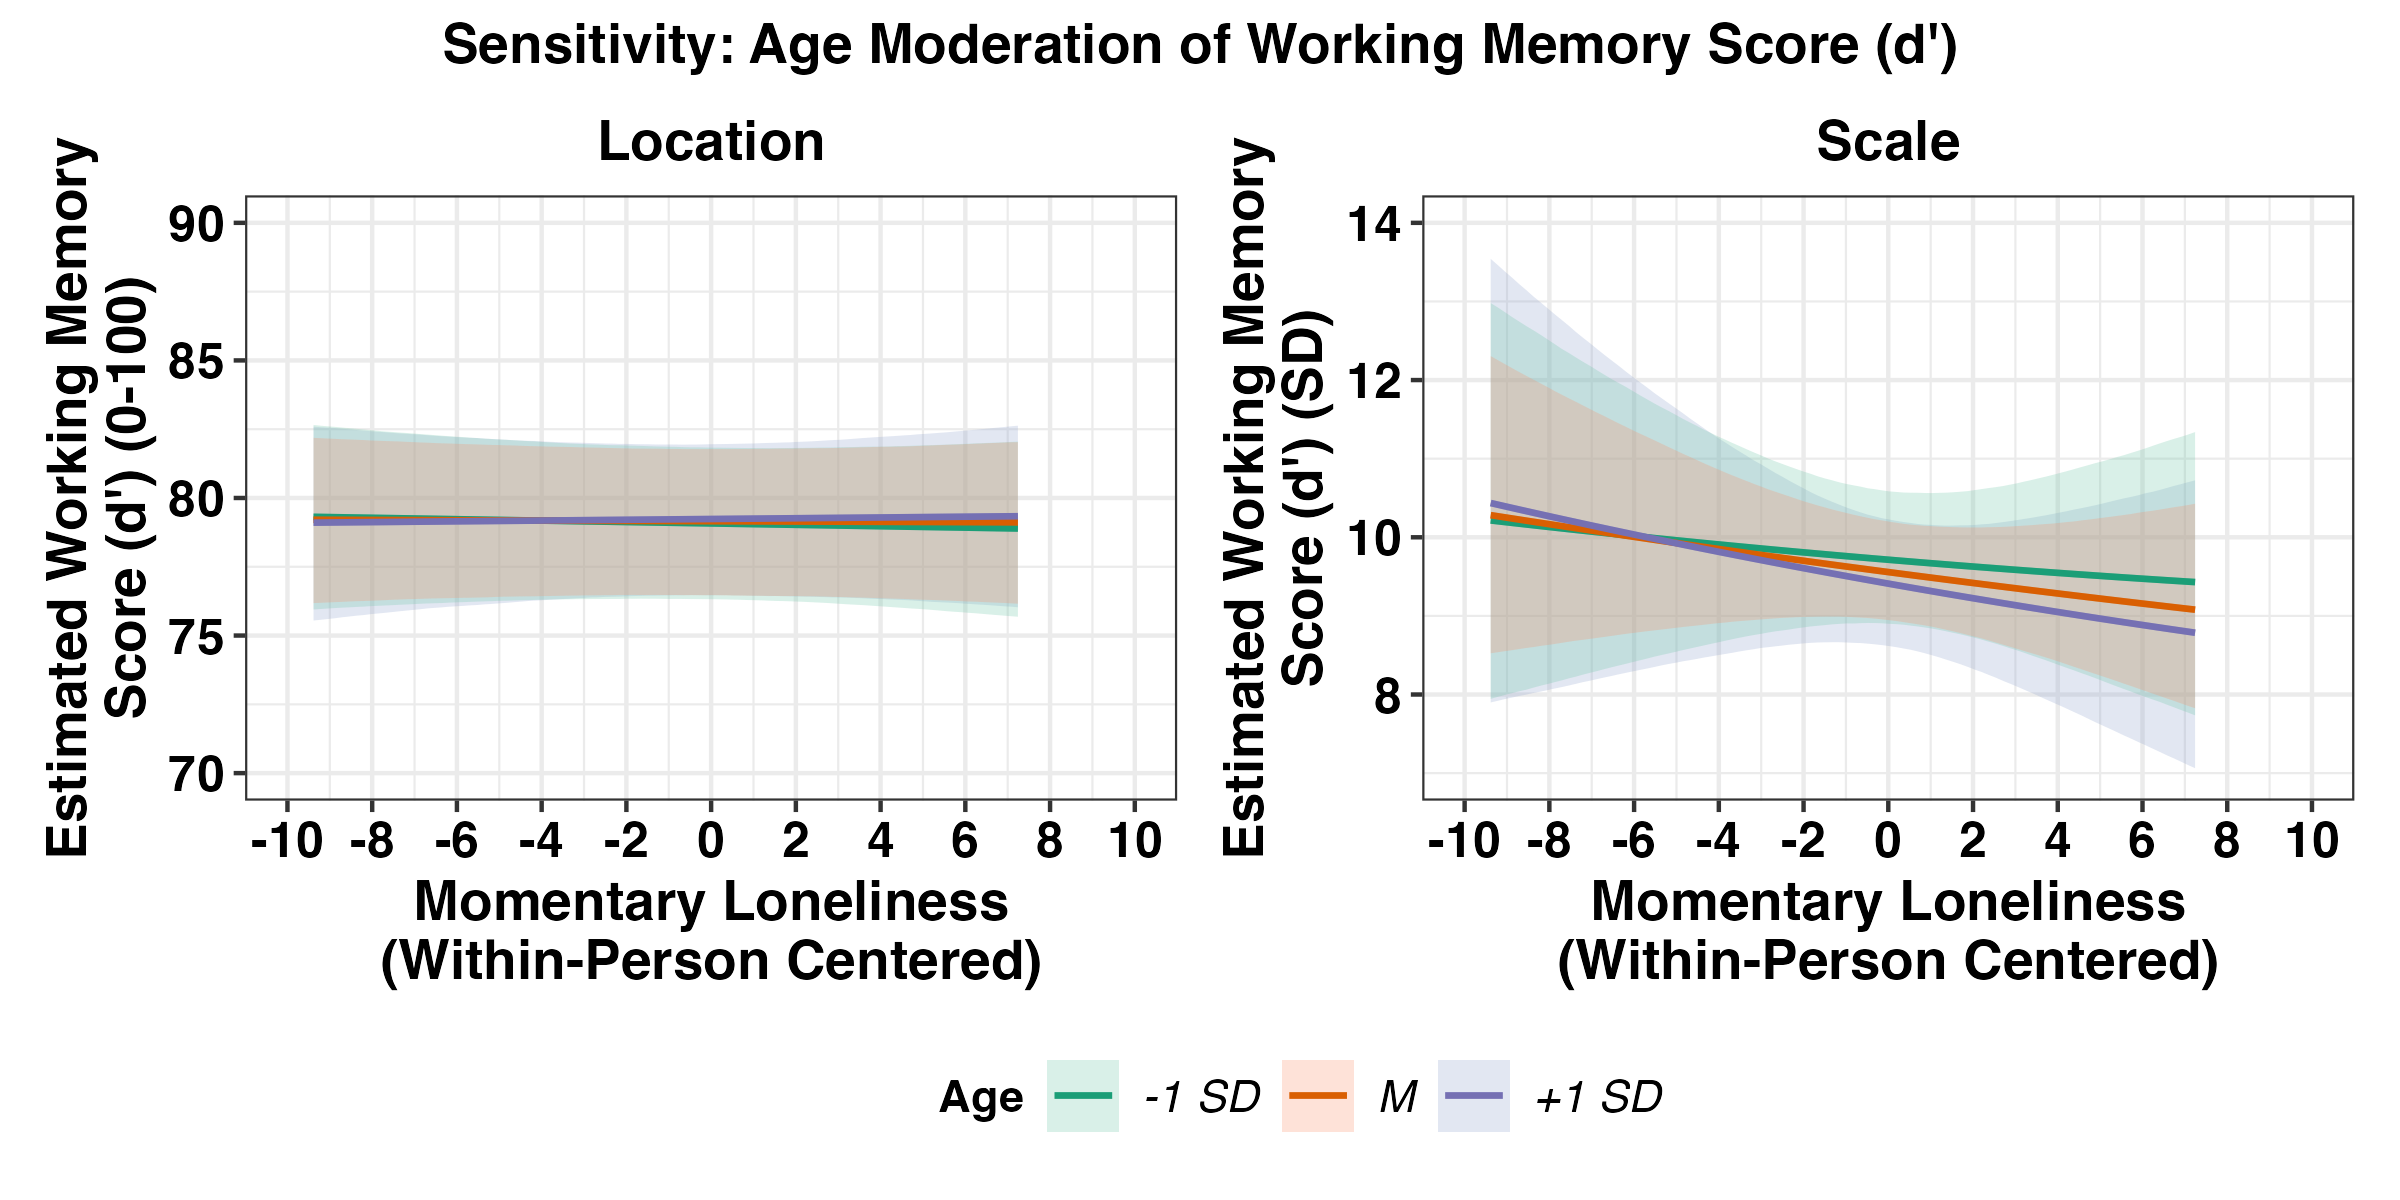 Sensitivity: Age Moderation of Working Memory Score (d')
Location
Estimated Working Memory
Score (d') (0-100)
90
85
80
75
70
-10 -8 -6 -4 -2 0 2 4 6 8 10
Momentary Loneliness
(Within-Person Centered)
Scale
Estimated Working Memory
Score (d') (SD)
14
12
10
8
-10 -8 -6 -4 -2 0 2 4 6 8 10
Momentary Loneliness
(Within-Person Centered)
Age -1 SD M +1 SD